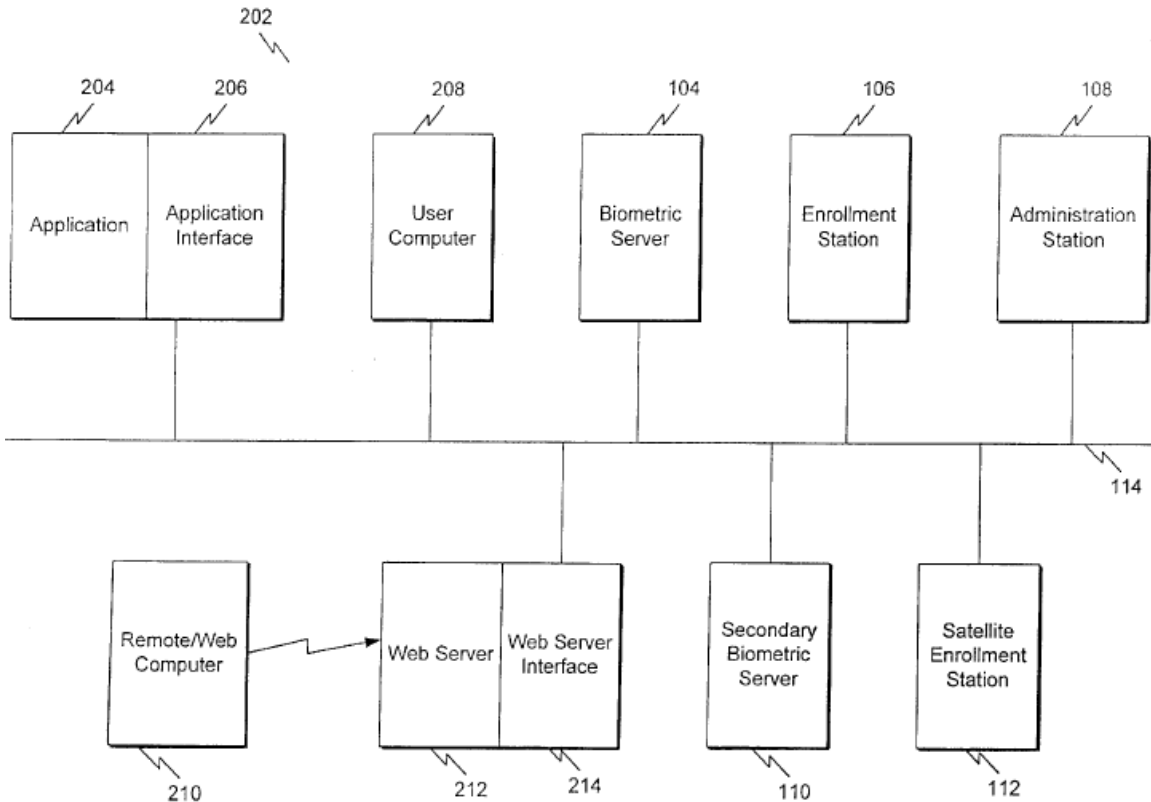 202
204
206
208
104
106
108
Application
Application
Interface
User
Computer
Biometric
Server
Enrollment
Station
Administration
Station
114
Remote/Web
Computer
Web Server
Web Server
Interface
Secondary
Biometric
Server
Satellite
Enrollment
Station
210
212
214
110
112